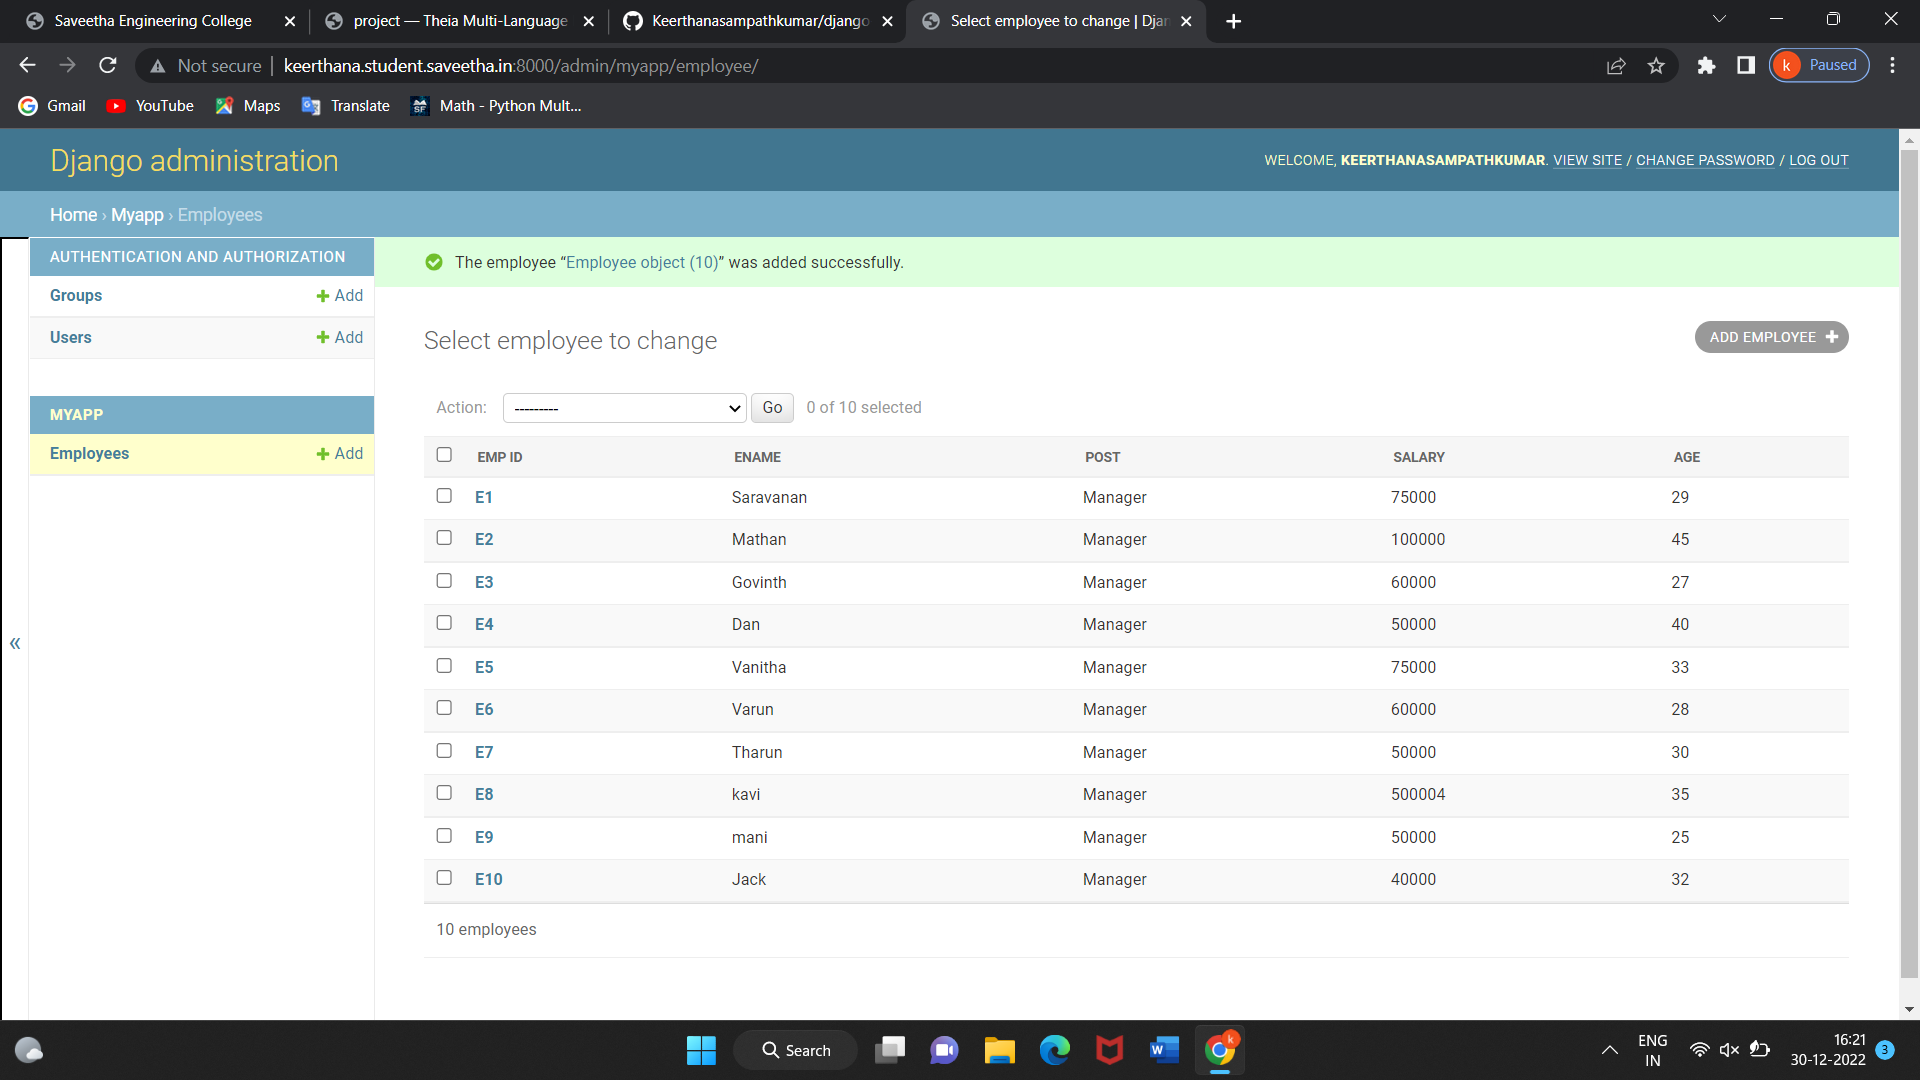 Saveetha Engineering College
project — Theia Multi-Language
Keerthanasampathkumar/django
Select employee to change | Djan
Not secure | keerthana.student.saveetha.in:8000/admin/myapp/employee/
k Paused
Gmail YouTube Maps Translate Math - Python Mult...
Django administration
WELCOME, KEERTHANASAMPATHKUMAR. VIEW SITE / CHANGE PASSWORD / LOG OUT
Home › Myapp › Employees
AUTHENTICATION AND AUTHORIZATION
Groups + Add
Users + Add
MYAPP
Employees + Add
«
The employee “Employee object (10)” was added successfully.
Select employee to change
ADD EMPLOYEE +
Action: --------- Go 0 of 10 selected
EMP ID ENAME POST SALARY AGE
E1 Saravanan Manager 75000 29
E2 Mathan Manager 100000 45
E3 Govinth Manager 60000 27
E4 Dan Manager 50000 40
E5 Vanitha Manager 75000 33
E6 Varun Manager 60000 28
E7 Tharun Manager 50000 30
E8 kavi Manager 500004 35
E9 mani Manager 50000 25
E10 Jack Manager 40000 32
10 employees
Search
ENG
IN
16:21
30-12-2022
3